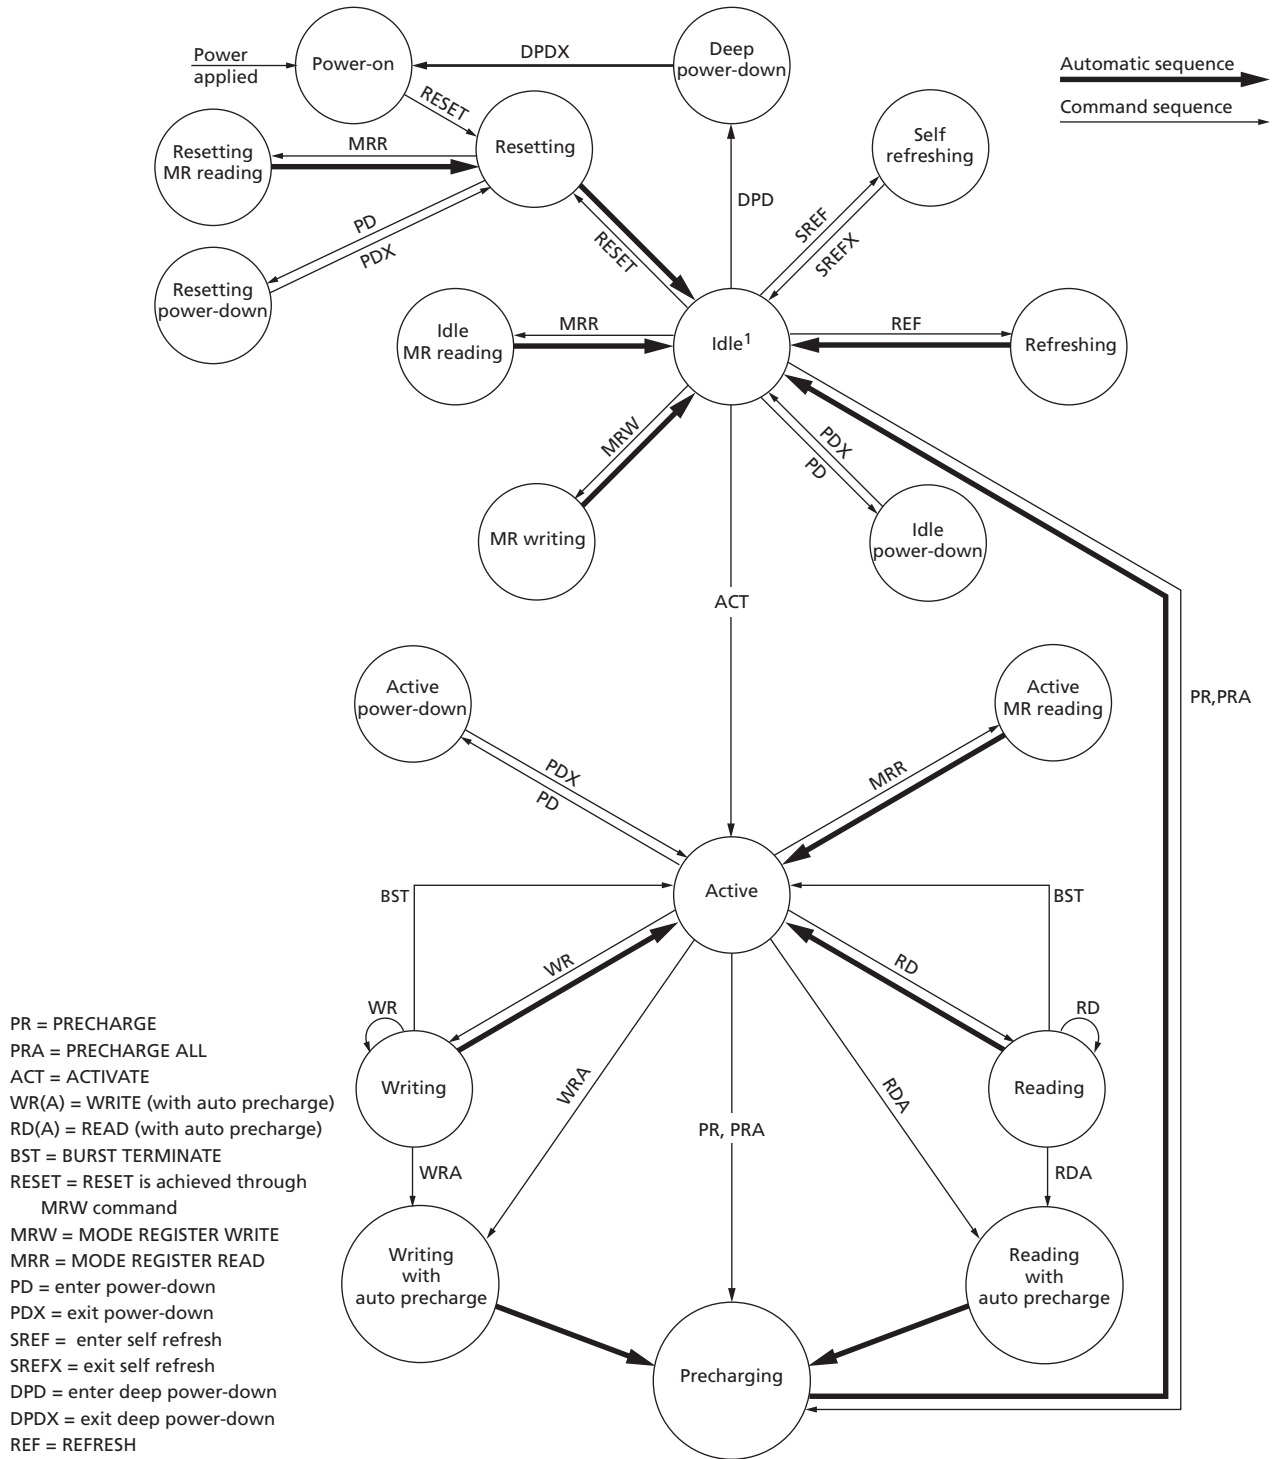 Power
applied
Power-on
DPDX
Deep
power-down
Automatic sequence
Command sequence
RESET
Resetting
MR reading
MRR
Resetting
Self
refreshing
PD
PDX
RESET
DPD
SREF
SREFX
Resetting
power-down
Idle
MR reading
MRR
Idle1
REF
Refreshing
MRW
PDX
PD
MR writing
Idle
power-down
ACT
Active
power-down
Active
MR reading
PR,PRA
PDX
PD
MRR
BST
Active
BST
WR
WR
RD
RD
Writing
Reading
WRA
WRA
PR, PRA
RDA
RDA
Writing
with
auto precharge
Reading
with
auto precharge
Precharging
PR = PRECHARGE
PRA = PRECHARGE ALL
ACT = ACTIVATE
WR(A) = WRITE (with auto precharge)
RD(A) = READ (with auto precharge)
BST = BURST TERMINATE
RESET = RESET is achieved through
MRW command
MRW = MODE REGISTER WRITE
MRR = MODE REGISTER READ
PD = enter power-down
PDX = exit power-down
SREF = enter self refresh
SREFX = exit self refresh
DPD = enter deep power-down
DPDX = exit deep power-down
REF = REFRESH